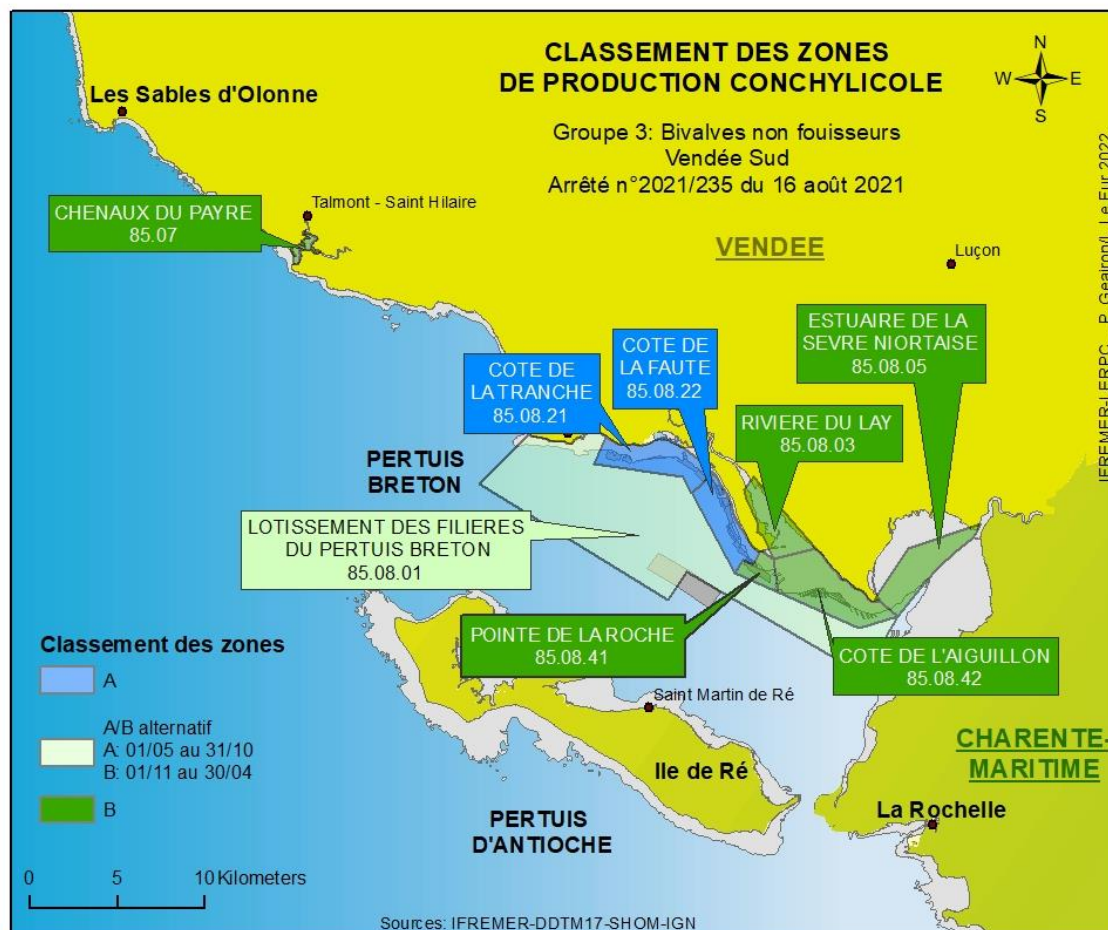 CLASSEMENT DES ZONES
DE PRODUCTION CONCHYLICOLE
Groupe 3: Bivalves non fouisseurs
Vendée Sud
Arrêté n°2021/235 du 16 août 2021
N
W
E
S
Les Sables d'Olonne
Talmont - Saint Hilaire
CHENAUX DU PAYRE
85.07
VENDEE
Luçon
ESTUAIRE DE LA
SEVRE NIORTAISE
85.08.05
COTE DE
LA FAUTE
85.08.22
COTE DE
LA TRANCHE
85.08.21
RIVIERE DU LAY
85.08.03
PERTUIS
BRETON
LOTISSEMENT DES FILIERES
DU PERTUIS BRETON
85.08.01
POINTE DE LA ROCHE
85.08.41
COTE DE L'AIGUILLON
85.08.42
Classement des zones
A
A/B alternatif
A: 01/05 au 31/10
B: 01/11 au 30/04
B
Saint Martin de Ré
Ile de Ré
CHARENTE-
MARITIME
La Rochelle
PERTUIS
D'ANTIOCHE
0 5 10 Kilometers
Sources: IFREMER-DDTM17-SHOM-IGN
IFREMER-LERPC P. Geairon/L. Le Fur 2022